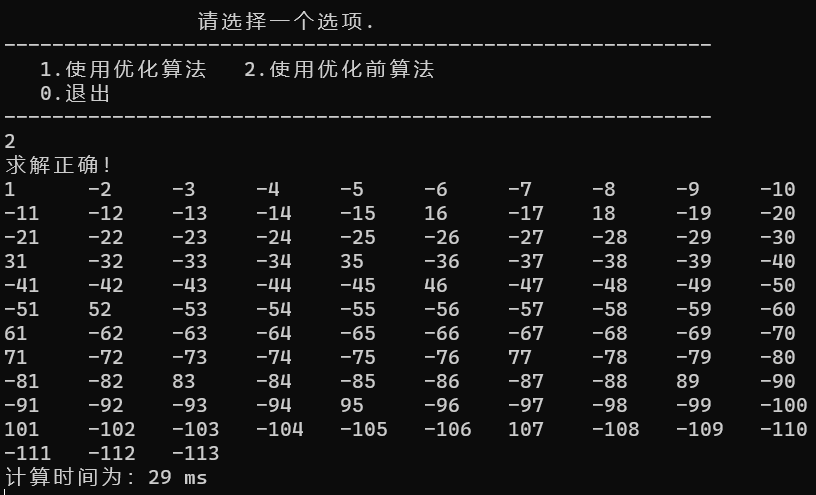 请选择一个选项.
-----------------------------------------------------------
1.使用优化算法 2.使用优化前算法
0.退出
-----------------------------------------------------------
2
求解正确!
1 -2 -3 -4 -5 -6 -7 -8 -9 -10
-11 -12 -13 -14 -15 16 -17 18 -19 -20
-21 -22 -23 -24 -25 -26 -27 -28 -29 -30
31 -32 -33 -34 35 -36 -37 -38 -39 -40
-41 -42 -43 -44 -45 46 -47 -48 -49 -50
-51 52 -53 -54 -55 -56 -57 -58 -59 -60
61 -62 -63 -64 -65 -66 -67 -68 -69 -70
71 -72 -73 -74 -75 -76 77 -78 -79 -80
-81 -82 83 -84 -85 -86 -87 -88 89 -90
-91 -92 -93 -94 95 -96 -97 -98 -99 -100
101 -102 -103 -104 -105 -106 107 -108 -109 -110
-111 -112 -113
计算时间为: 29 ms